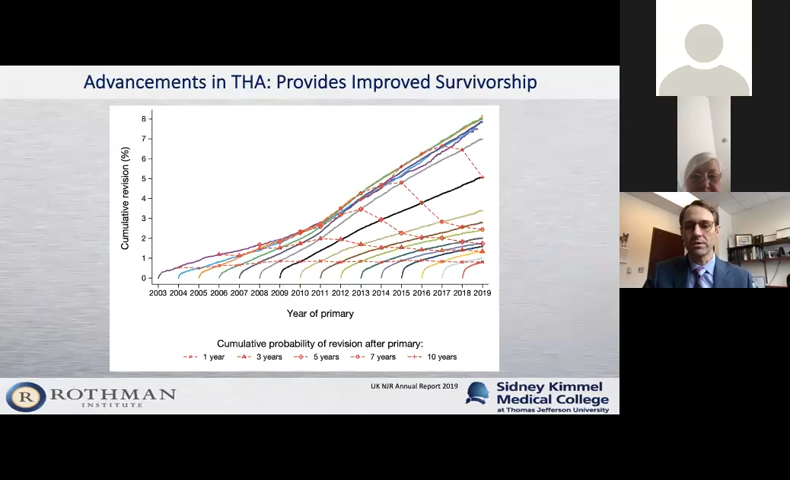 Advancements in THA: Provides Improved Survivorship
8
7
6
5
4
3
2
1
0
Cumulative revision (%)
2003 2004 2005 2006 2007 2008 2009 2010 2011 2012 2013 2014 2015 2016 2017 2018 2019
Year of primary
Cumulative probability of revision after primary:
1 year 3 years 5 years 7 years 10 years
R ROTHMAN
INSTITUTE
UK NJR Annual Report 2019
Sidney Kimmel
Medical College
at Thomas Jefferson University